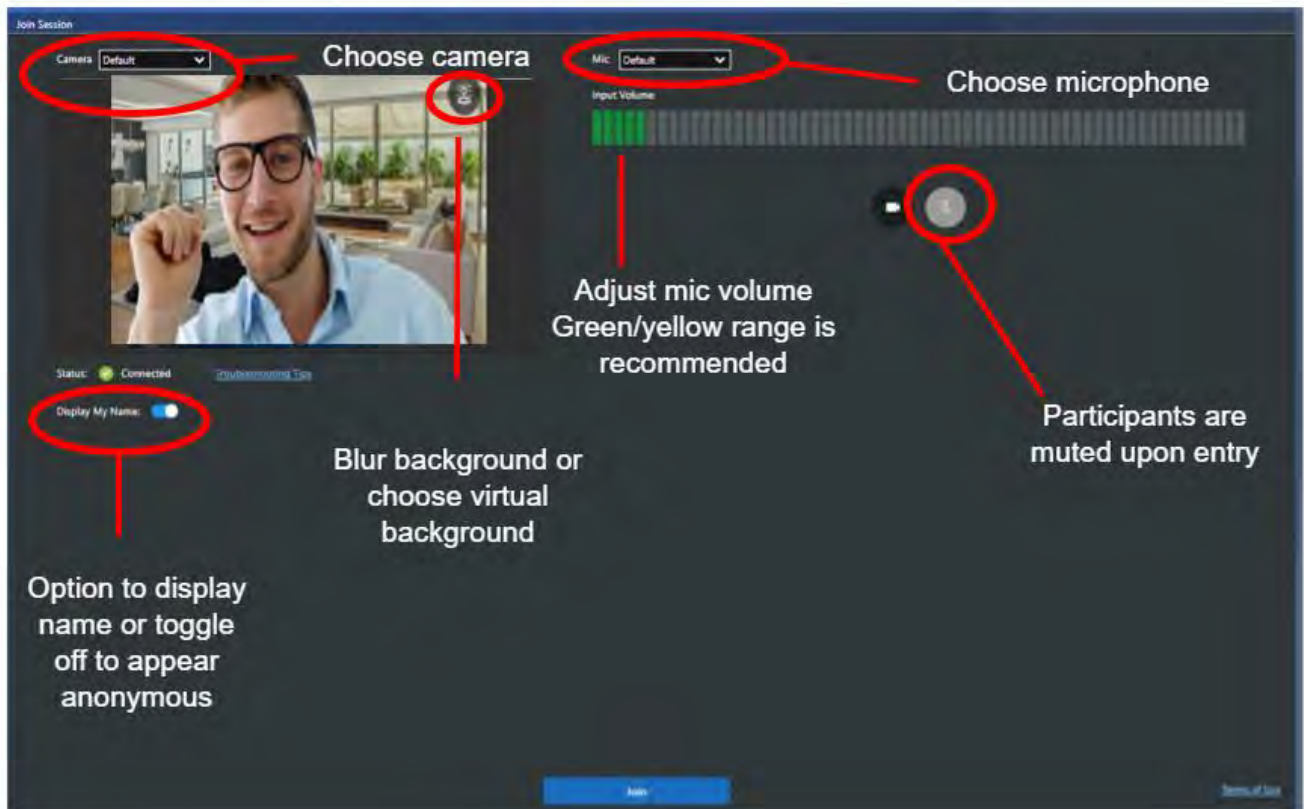 Join Session
Camera Default
Choose camera
Mic Default
Choose microphone
Input Volume
Adjust mic volume
Green/yellow range is
recommended
Participants are
muted upon entry
Status: Connected
Troubleshooting Tips
Display My Name:
Blur background or
choose virtual
background
Option to display
name or toggle
off to appear
anonymous
Join
Terms of Use